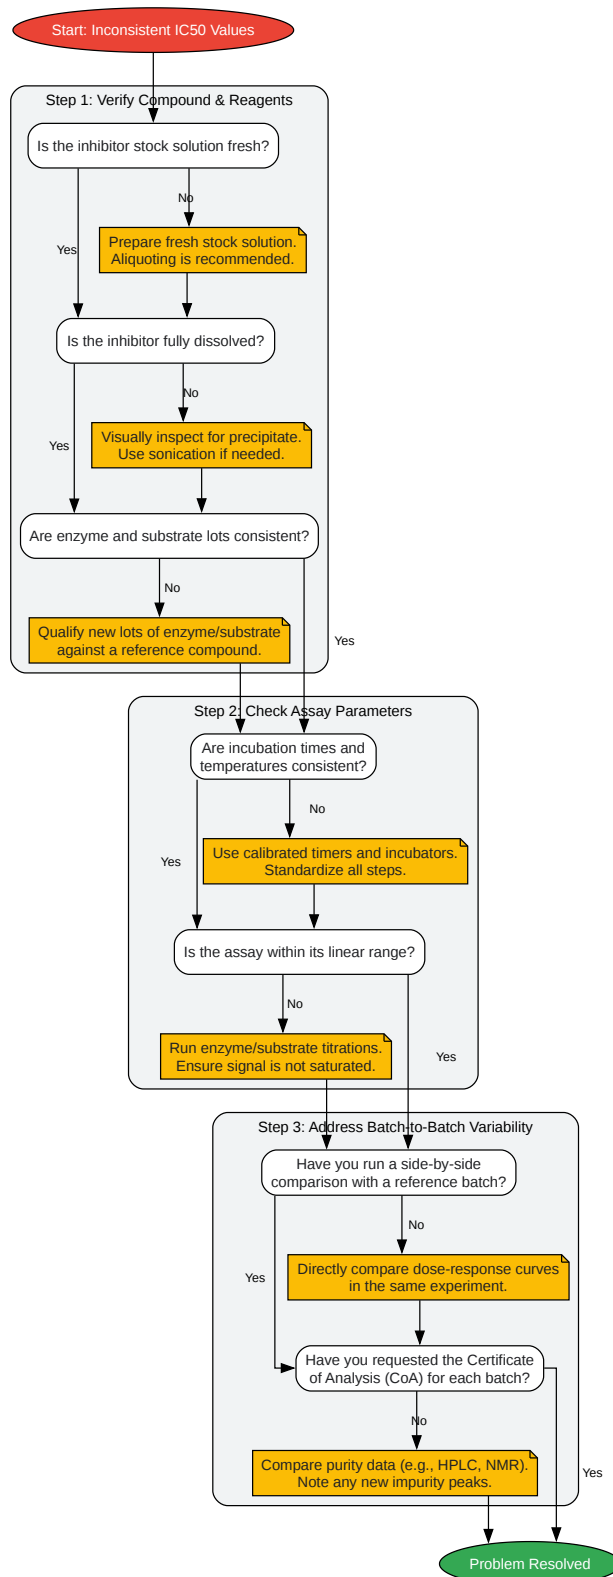 Start: Inconsistent IC50 Values
Step 1: Verify Compound & Reagents
Is the inhibitor stock solution fresh?
No
Yes
Prepare fresh stock solution.
Aliquoting is recommended.
Is the inhibitor fully dissolved?
No
Yes
Visually inspect for precipitate.
Use sonication if needed.
Are enzyme and substrate lots consistent?
No
Qualify new lots of enzyme/substrate
against a reference compound.
Yes
Step 2: Check Assay Parameters
Are incubation times and
temperatures consistent?
No
Yes
Use calibrated timers and incubators.
Standardize all steps.
Is the assay within its linear range?
No
Run enzyme/substrate titrations.
Ensure signal is not saturated.
Yes
Step 3: Address Batch-to-Batch Variability
Have you run a side-by-side
comparison with a reference batch?
No
Yes
Directly compare dose-response curves
in the same experiment.
Have you requested the Certificate
of Analysis (CoA) for each batch?
No
Compare purity data (e.g., HPLC, NMR).
Note any new impurity peaks.
Yes
Problem Resolved